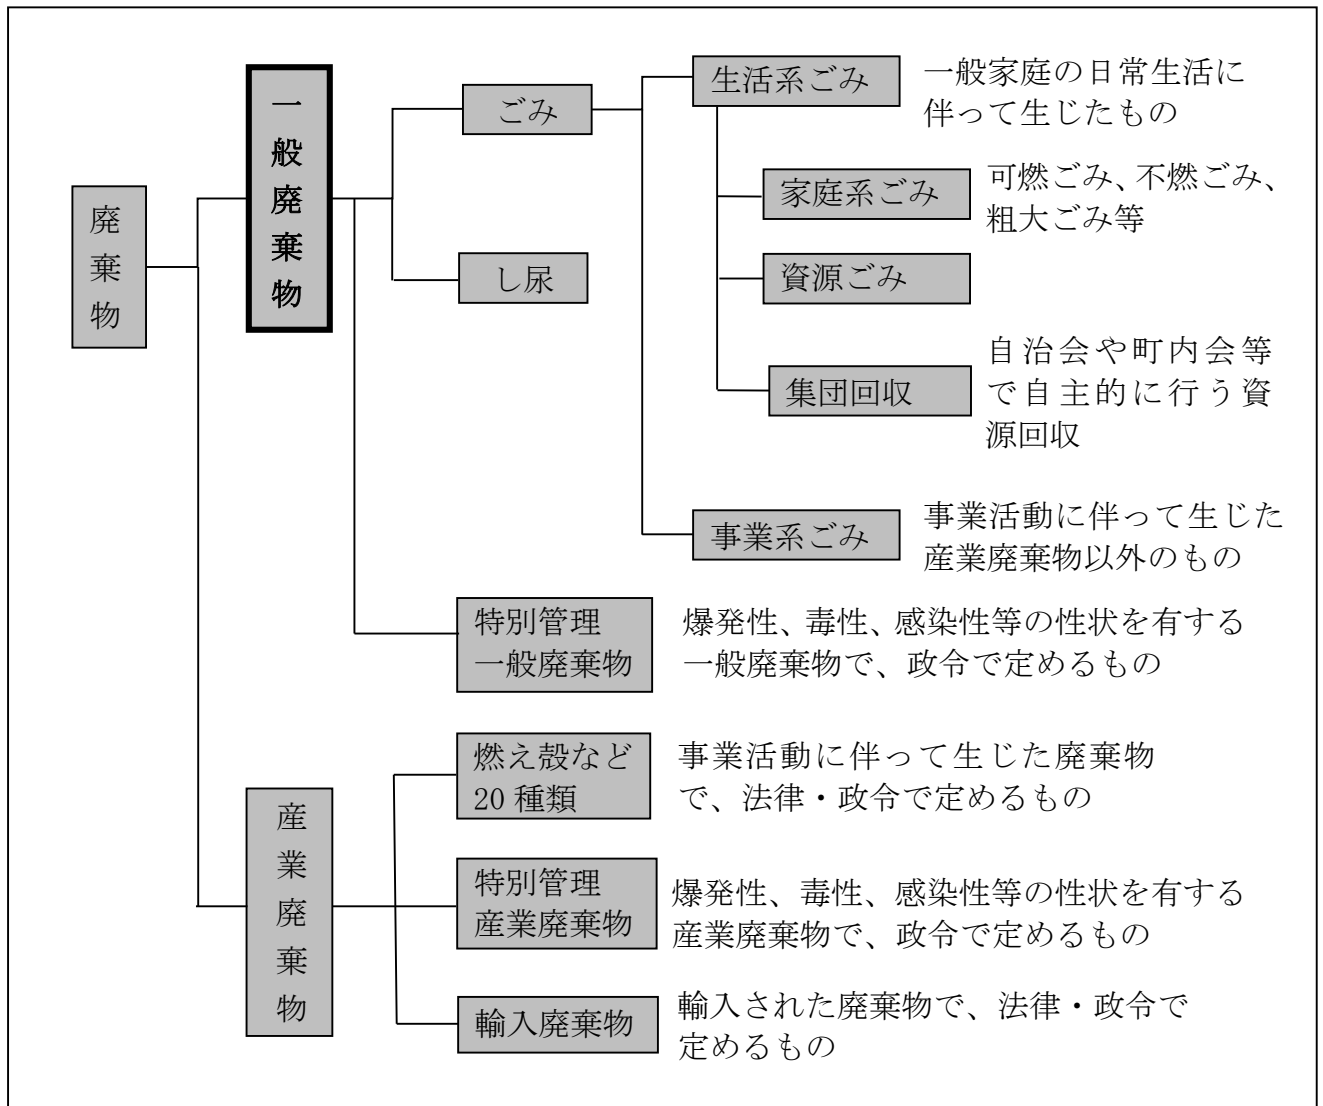 廃棄物
一般廃棄物
ごみ
し尿
生活系ごみ
一般家庭の日常生活に
伴って生じたもの
家庭系ごみ
可燃ごみ、不燃ごみ、
粗大ごみ等
資源ごみ
集団回収
自治会や町内会等
で自主的に行う資
源回収
事業系ごみ
事業活動に伴って生じた
産業廃棄物以外のもの
特別管理
一般廃棄物
爆発性、毒性、感染性等の性状を有する
一般廃棄物で、政令で定めるもの
産業廃棄物
燃え殻など
20 種類
事業活動に伴って生じた廃棄物
で、法律・政令で定めるもの
特別管理
産業廃棄物
爆発性、毒性、感染性等の性状を有する
産業廃棄物で、政令で定めるもの
輸入廃棄物
輸入された廃棄物で、法律・政令で
定めるもの